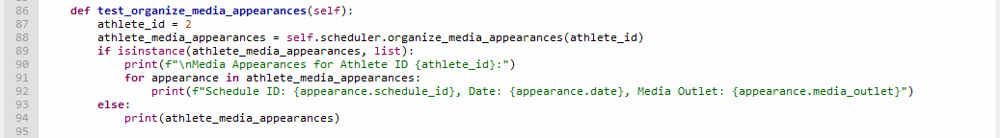 86 def test_organize_media_appearances(self):
87 athlete_id = 2
88 athlete_media_appearances = self.scheduler.organize_media_appearances(athlete_id)
89 if isinstance(athlete_media_appearances, list):
90 print(f"\nMedia Appearances for Athlete ID {athlete_id}:")
91 for appearance in athlete_media_appearances:
92 print(f"Schedule ID: {appearance.schedule_id}, Date: {appearance.date}, Media Outlet: {appearance.media_outlet}")
93 else:
94 print(athlete_media_appearances)
95